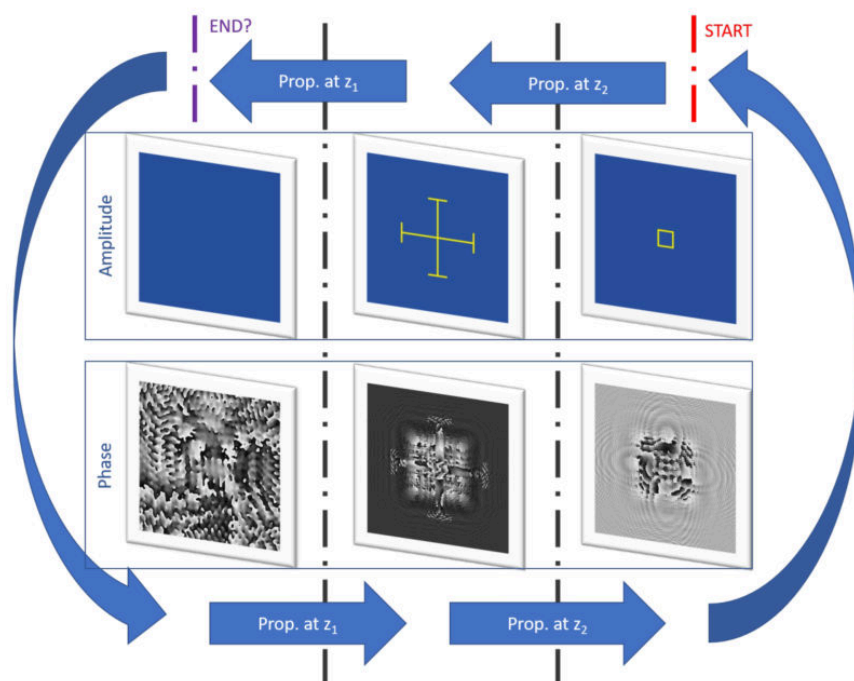 END?
START
Prop. at z₁
Prop. at z₂
Amplitude
Phase
Prop. at z₁
Prop. at z₂